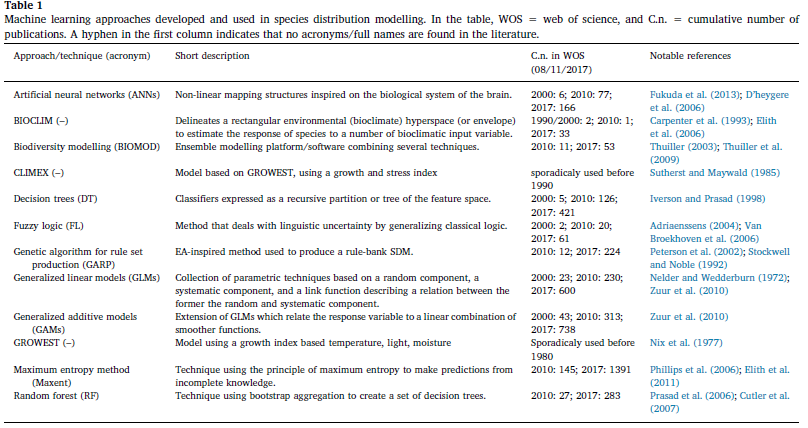 Table 1
Machine learning approaches developed and used in species distribution modelling. In the table, WOS = web of science, and C.n. = cumulative number of
publications. A hyphen in the first column indicates that no acronyms/full names are found in the literature.
Approach/technique (acronym) Short description C.n. in WOS Notable references
(08/11/2017)
Artificial neural networks (ANNs) Non-linear mapping structures inspired on the biological system of the brain. 2000: 6; 2010: 77; Fukuda et al. (2013); D'heygere
2017: 166 et al. (2006)
BIOCLIM (–) Delineates a rectangular environmental (bioclimate) hyperspace (or envelope) 1990/2000: 2; 2010: 1; Carpenter et al. (1993); Elith
to estimate the response of species to a number of bioclimatic input variable. 2017: 33 et al. (2006)
Biodiversity modelling (BIOMOD) Ensemble modelling platform/software combining several techniques. 2010: 11; 2017: 53 Thuiller (2003); Thuiller et al.
(2009)
CLIMEX (–) Model based on GROWEST, using a growth and stress index sporadicaly used before Sutherst and Maywald (1985)
1990
Decision trees (DT) Classifiers expressed as a recursive partition or tree of the feature space. 2000: 5; 2010: 126; Iverson and Prasad (1998)
2017: 421
Fuzzy logic (FL) Method that deals with linguistic uncertainty by generalizing classical logic. 2000: 2; 2010: 20; Adriaenssens (2004); Van
2017: 61 Broekhoven et al. (2006)
Genetic algorithm for rule set EA-inspired method used to produce a rule-bank SDM. 2010: 12; 2017: 224 Peterson et al. (2002); Stockwell
production (GARP) and Noble (1992)
Generalized linear models (GLMs) Collection of parametric techniques based on a random component, a 2000: 23; 2010: 230; Nelder and Wedderburn (1972);
systematic component, and a link function describing a relation between the 2017: 600 Zuur et al. (2010)
former the random and systematic component.
Generalized additive models Extension of GLMs which relate the response variable to a linear combination of 2000: 43; 2010: 313; Zuur et al. (2010)
(GAMs) smoother functions. 2017: 738
GROWEST (–) Model using a growth index based temperature, light, moisture Sporadicaly used before Nix et al. (1977)
1980
Maximum entropy method Technique using the principle of maximum entropy to make predictions from 2010: 145; 2017: 1391 Phillips et al. (2006); Elith et al.
(Maxent) incomplete knowledge. (2011)
Random forest (RF) Technique using bootstrap aggregation to create a set of decision trees. 2010: 27; 2017: 283 Prasad et al. (2006); Cutler et al.
(2007)